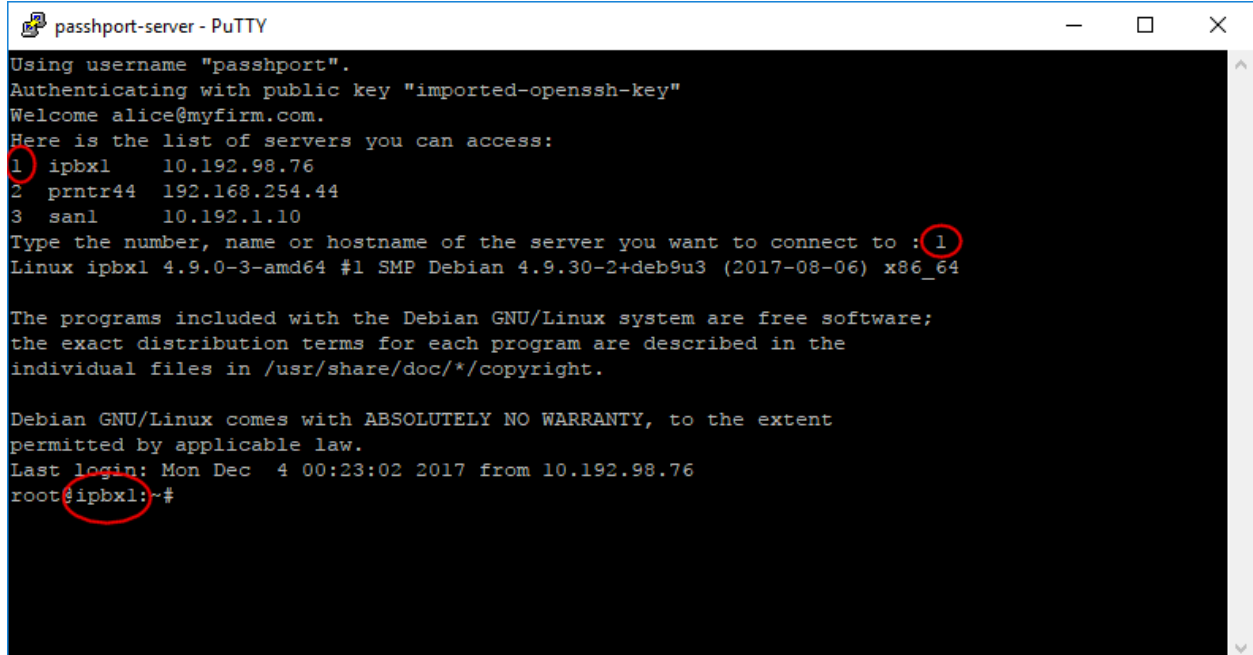 passhport-server - PuTTY
Using username "passhport".
Authenticating with public key "imported-openssh-key"
Welcome alice@myfirm.com.
Here is the list of servers you can access:
1  ipbx1    10.192.98.76
2  prntr44  192.168.254.44
3  san1     10.192.1.10
Type the number, name or hostname of the server you want to connect to : 1
Linux ipbx1 4.9.0-3-amd64 #1 SMP Debian 4.9.30-2+deb9u3 (2017-08-06) x86_64
The programs included with the Debian GNU/Linux system are free software;
the exact distribution terms for each program are described in the
individual files in /usr/share/doc/*/copyright.
Debian GNU/Linux comes with ABSOLUTELY NO WARRANTY, to the extent
permitted by applicable law.
Last login: Mon Dec  4 00:23:02 2017 from 10.192.98.76
root@ipbx1:~#